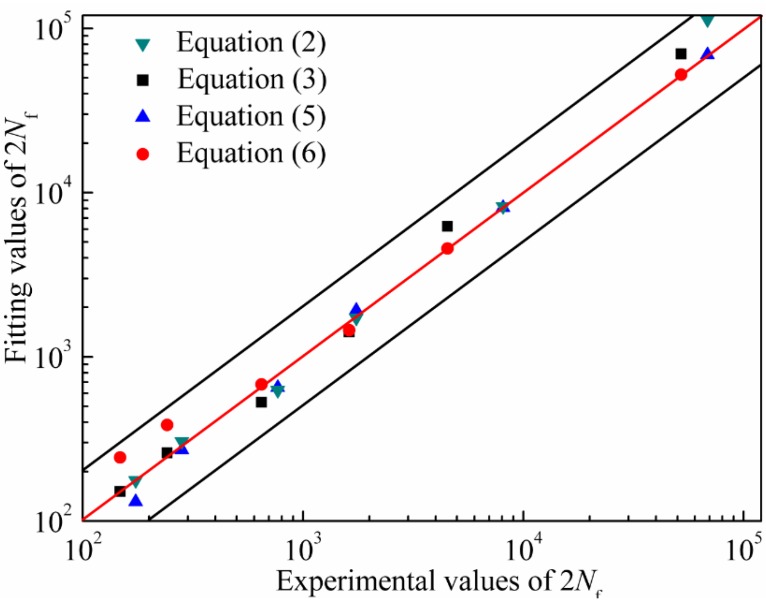 10^5
10^4
10^3
10^2
Fitting values of 2N_f
Equation (2)
Equation (3)
Equation (5)
Equation (6)
10^2
10^3
10^4
10^5
Experimental values of 2N_f